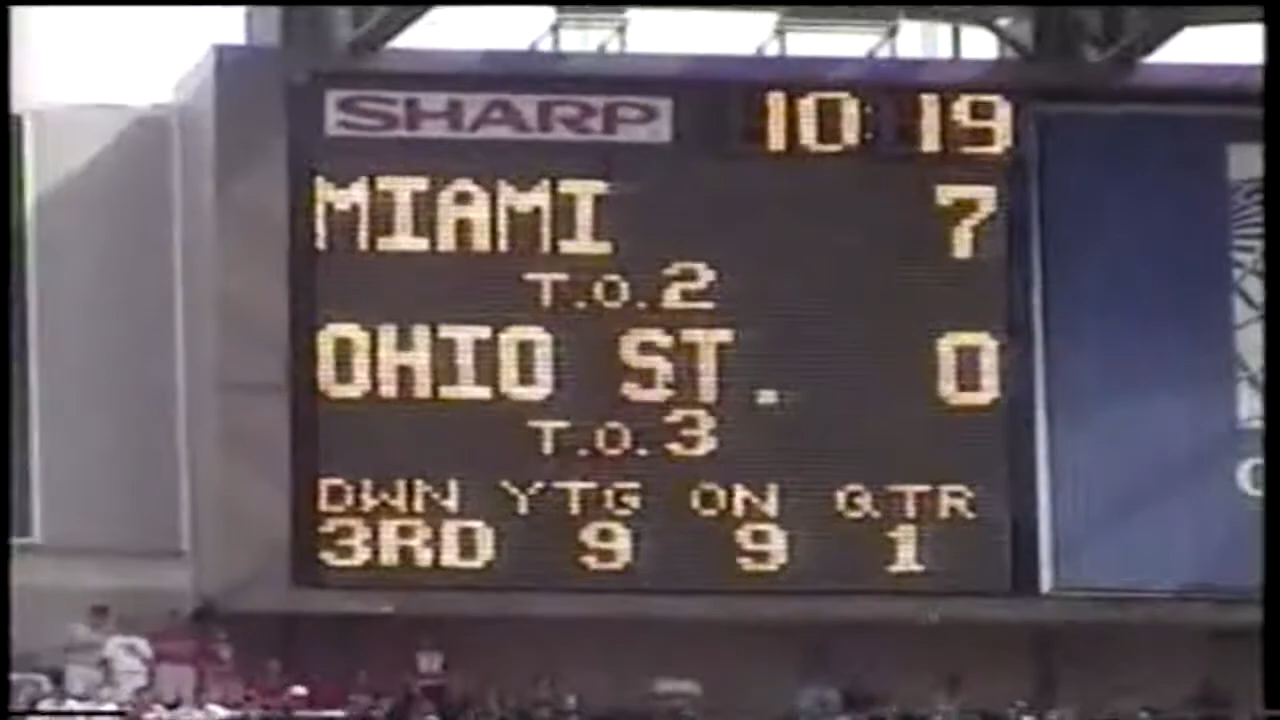 SHARP 10:19
MIAMI 7
T.O. 2
OHIO ST. 0
T.O. 3
DWN YTG ON QTR
3RD 9 9 1